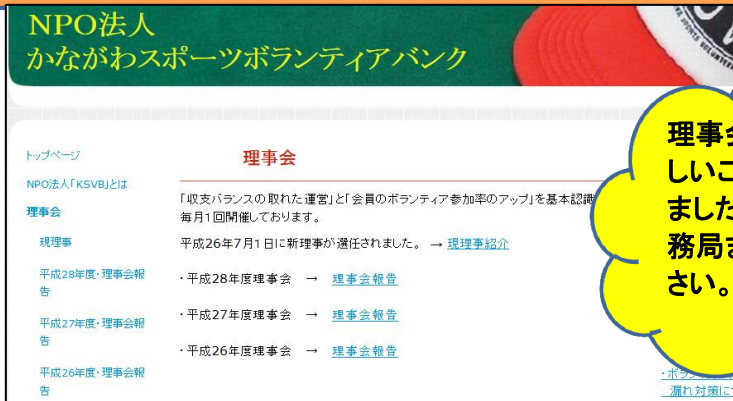 NPO法人
かながわスポーツボランティアバンク
トップページ
NPO法人「KSVB」とは
理事会
現理事
平成28年度・理事会報
告
平成27年度・理事会報
告
平成26年度・理事会報
告
理事会
「収支バランスの取れた運営」と「会員のボランティア参加率のアップ」を基本認識
毎月1回開催しております。
平成26年7月1日に新理事が選任されました。 → 現理事紹介
・平成28年度理事会 → 理事会報告
・平成27年度理事会 → 理事会報告
・平成26年度理事会 → 理事会報告
理事
しいこ
ました
務局
さい。
・ボラン
漏れ対策に